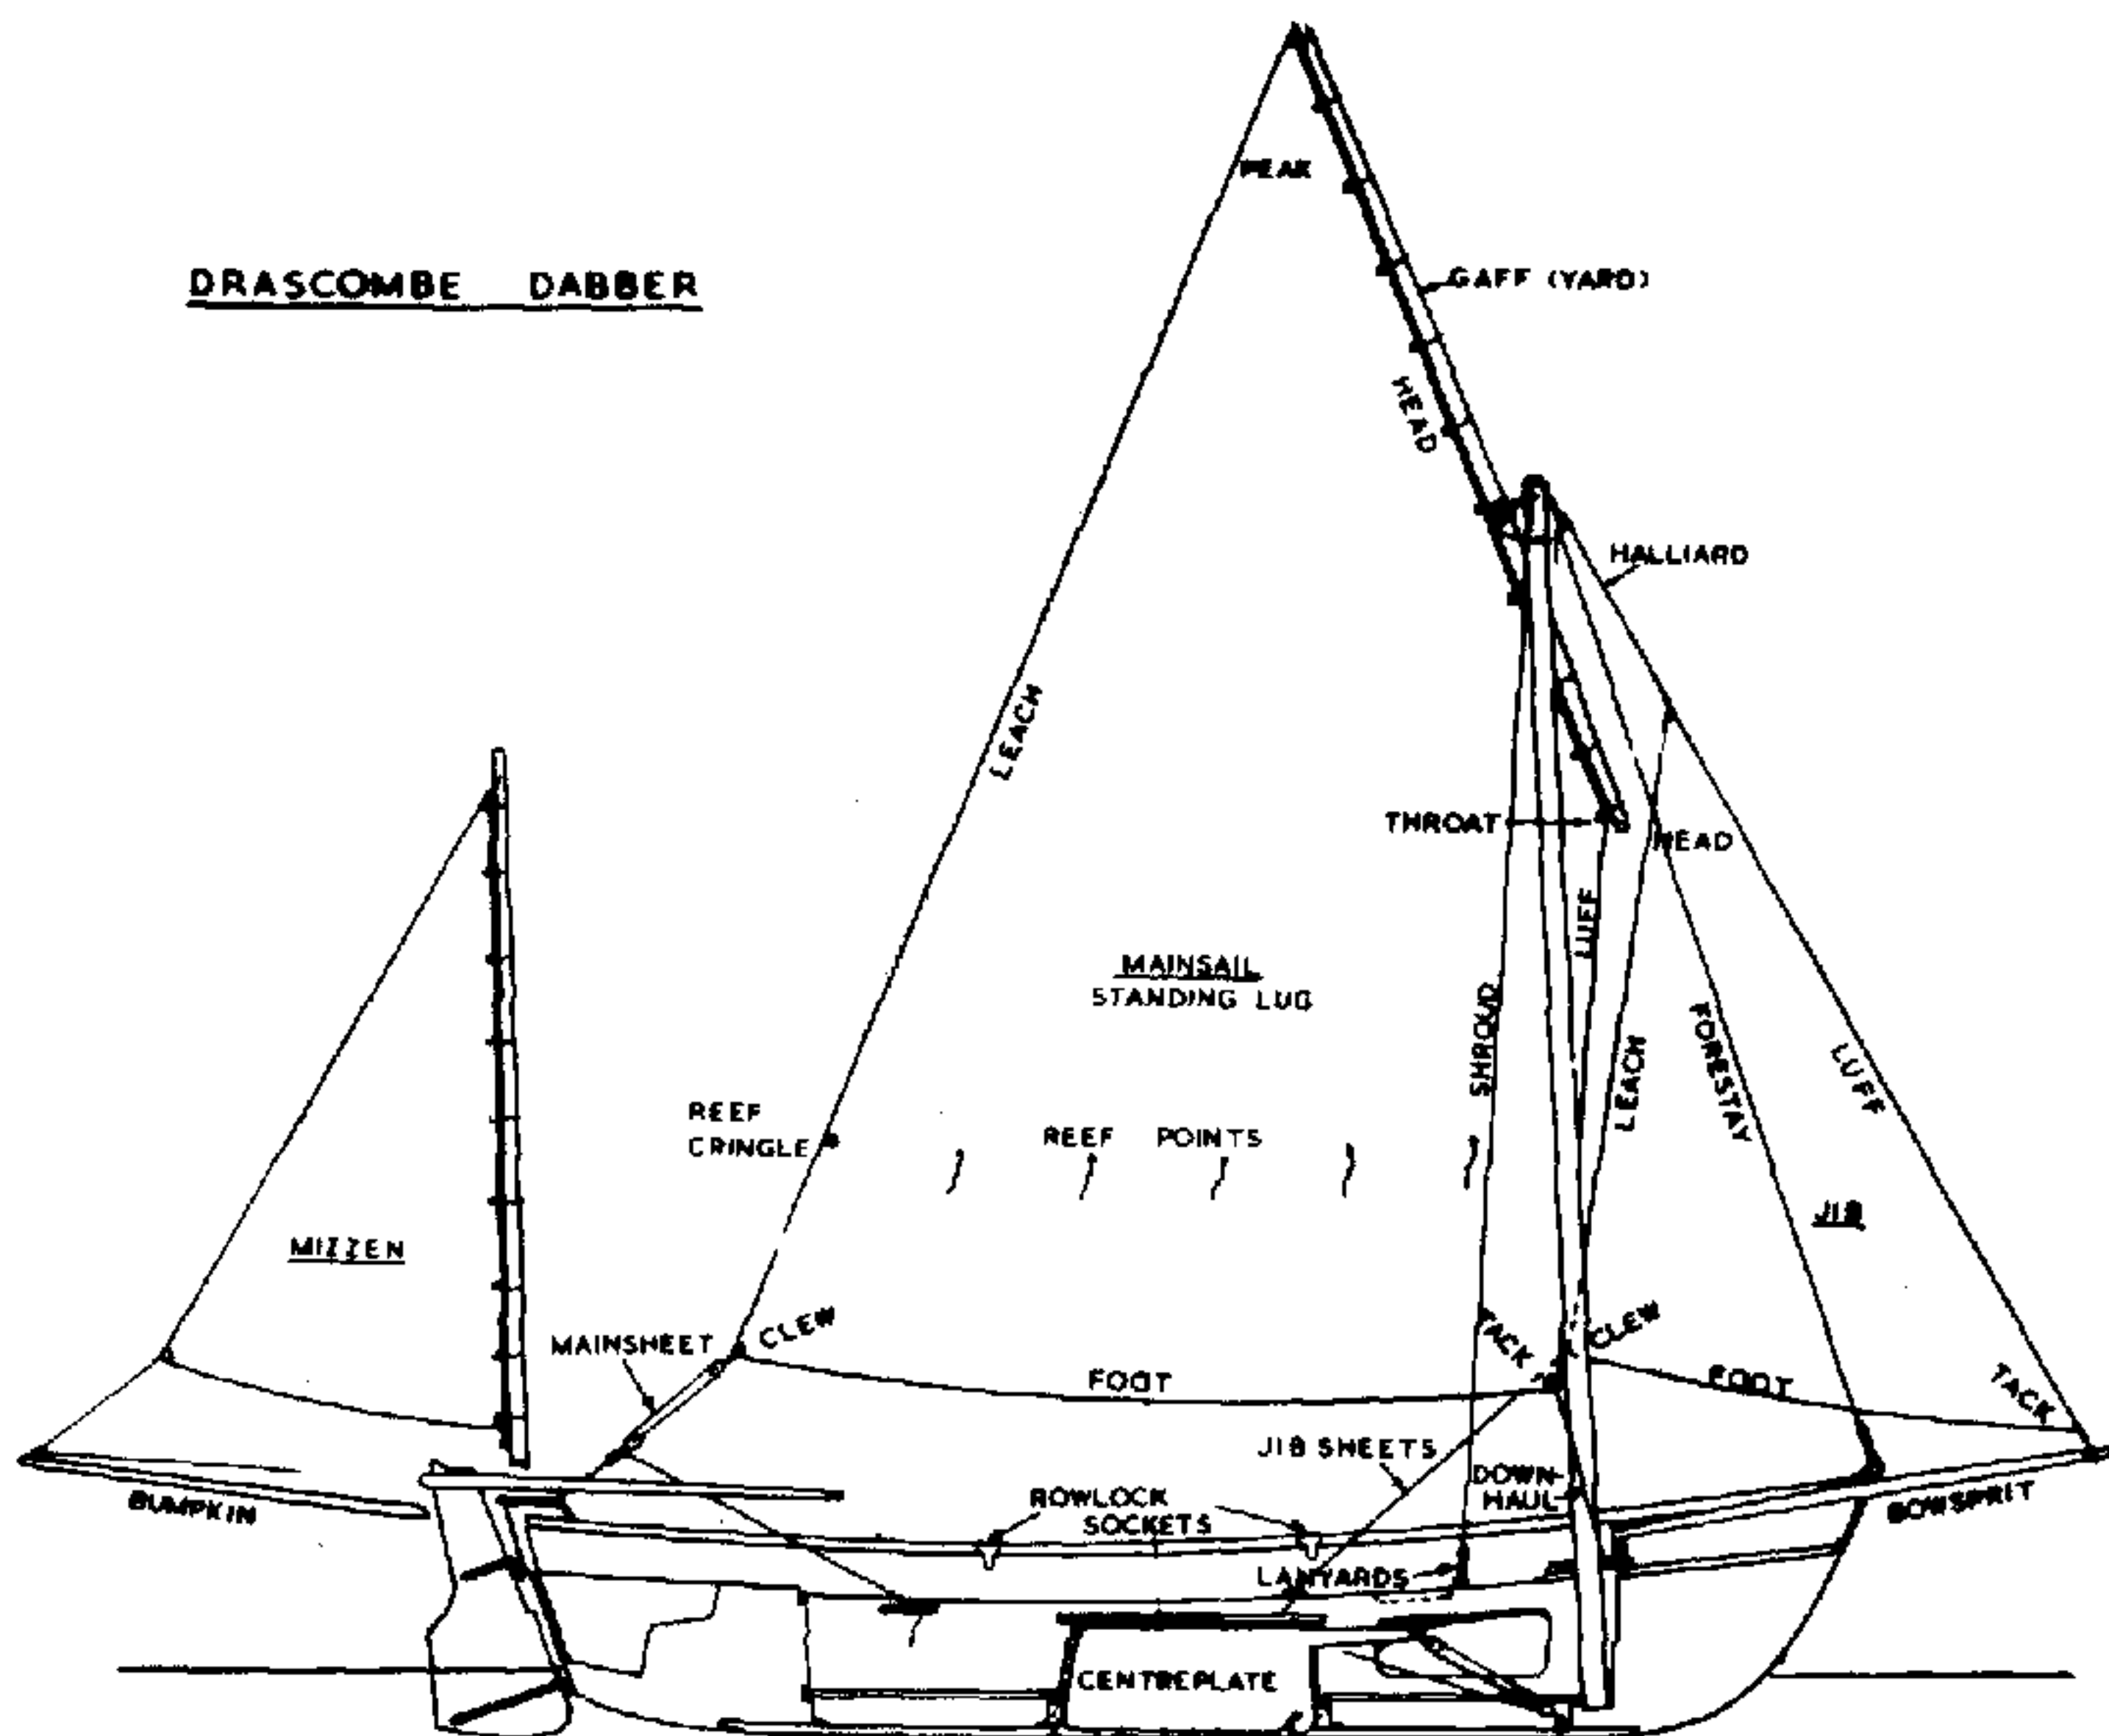 PEAK
DRASCOMBE DABBER
GAFF (YARD)
HEAD
HALLIARD
LEACH
THROAT
HEAD
LUFF
MAINSAIL
STANDING LUG
SHROUD
LEACH
FORESTAY
LUFF
REEF
CRINGLE
REEF POINTS
JIB
MIZZEN
MAINSHEET
CLEW
TACK
CLEW
FOOT
FOOT
TACK
JIB SHEETS
DOWN-
HAUL
BUMPKIN
ROWLOCK
SOCKETS
BOWSPRIT
LANYARDS
CENTREPLATE